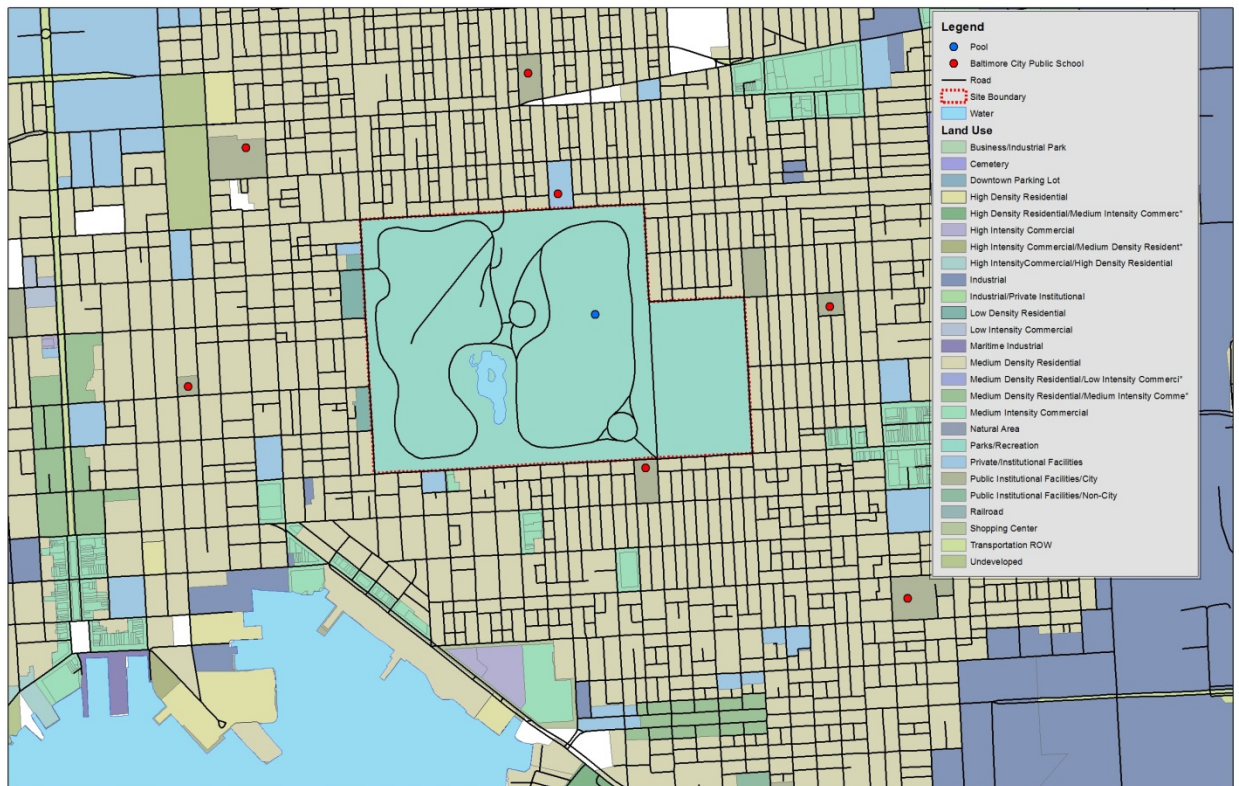 Legend
Pool
Baltimore City Public School
Road
Site Boundary
Water
Land Use
Business/Industrial Park
Cemetery
Downtown Parking Lot
High Density Residential
High Density Residential/Medium Intensity Commerc*
High Intensity Commercial
High Intensity Commercial/Medium Density Resident*
High IntensityCommercial/High Density Residential
Industrial
Industrial/Private Institutional
Low Density Residential
Low Intensity Commercial
Maritime Industrial
Medium Density Residential
Medium Density Residential/Low Intensity Commerci*
Medium Density Residential/Medium Intensity Comme*
Medium Intensity Commercial
Natural Area
Parks/Recreation
Private/Institutional Facilities
Public Institutional Facilities/City
Public Institutional Facilities/Non-City
Railroad
Shopping Center
Transportation ROW
Undeveloped